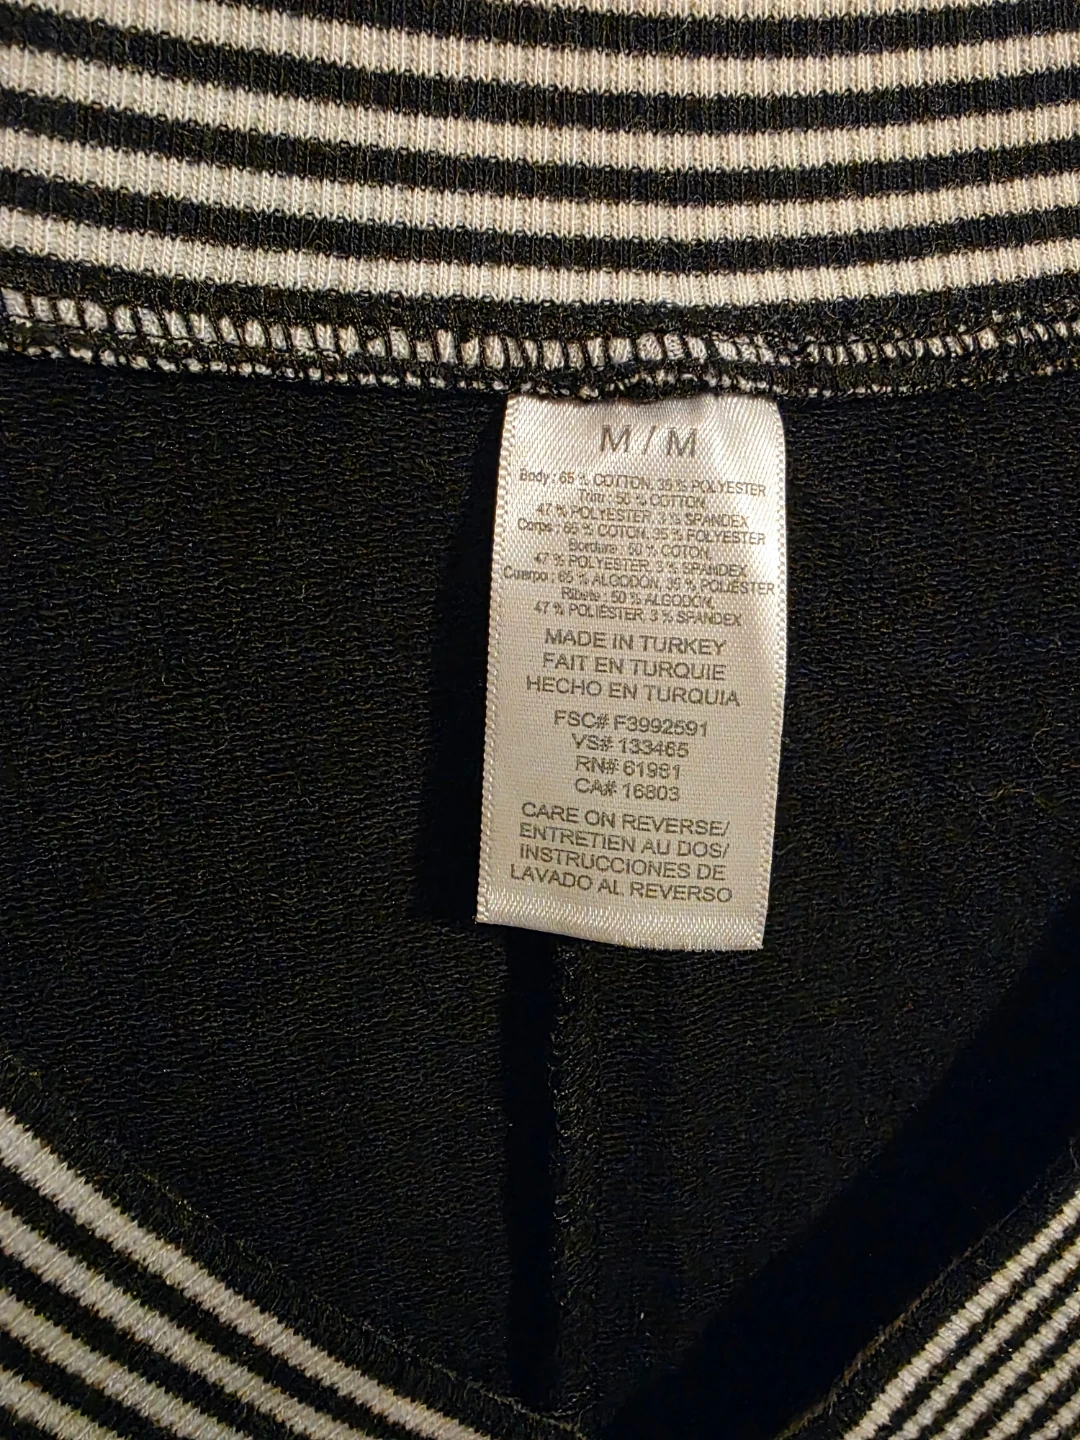 M / M
Body : 65 % COTTON, 35 % POLYESTER
Trim : 50 % COTTON,
47 % POLYESTER, 3 % SPANDEX
Corps : 65 % COTON, 35 % POLYESTER
Bordure : 50 % COTON,
47 % POLYESTER, 3 % SPANDEX
Cuerpo : 65 % ALGODÓN, 35 % POLIÉSTER
Ribete : 50 % ALGODÓN,
47 % POLIÉSTER, 3 % SPANDEX
MADE IN TURKEY
FAIT EN TURQUIE
HECHO EN TURQUIA
FSC# F3992591
VS# 133465
RN# 61981
CA# 16803
CARE ON REVERSE/
ENTRETIEN AU DOS/
INSTRUCCIONES DE
LAVADO AL REVERSO